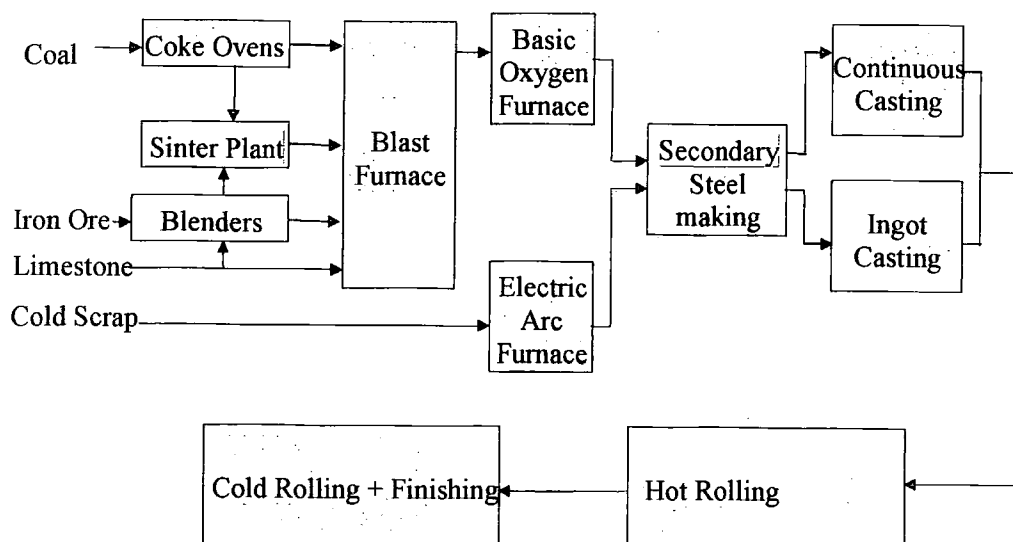 Coal
Coke Ovens
Sinter Plant
Iron Ore
Blenders
Limestone
Cold Scrap
Blast
Furnace
Basic
Oxygen
Furnace
Electric
Arc
Furnace
Secondary
Steel
making
Continuous
Casting
Ingot
Casting
Cold Rolling + Finishing
Hot Rolling